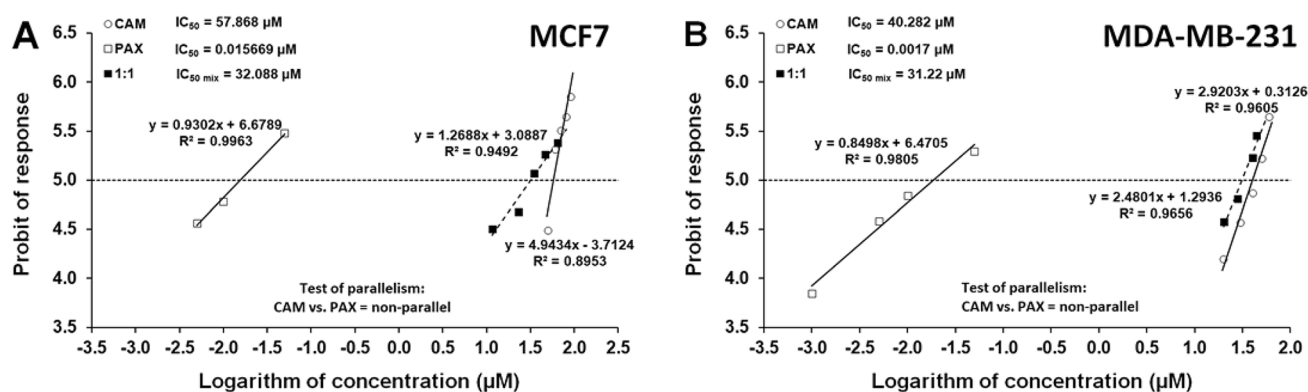 A
CAM IC50 = 57.868 µM
PAX IC50 = 0.015669 µM
1:1 IC50 mix = 32.088 µM
MCF7
Probit of response
6.5
6.0
5.5
5.0
4.5
4.0
3.5
y = 0.9302x + 6.6789
R² = 0.9963
y = 1.2688x + 3.0887
R² = 0.9492
y = 4.9434x - 3.7124
R² = 0.8953
Test of parallelism:
CAM vs. PAX = non-parallel
-3.5 -3.0 -2.5 -2.0 -1.5 -1.0 -0.5 0.0 0.5 1.0 1.5 2.0 2.5
Logarithm of concentration (µM)
B
CAM IC50 = 40.282 µM
PAX IC50 = 0.0017 µM
1:1 IC50 mix = 31.22 µM
MDA-MB-231
Probit of response
6.5
6.0
5.5
5.0
4.5
4.0
3.5
y = 2.9203x + 0.3126
R² = 0.9605
y = 0.8498x + 6.4705
R² = 0.9805
y = 2.4801x + 1.2936
R² = 0.9656
Test of parallelism:
CAM vs. PAX = non-parallel
-3.5 -3.0 -2.5 -2.0 -1.5 -1.0 -0.5 0.0 0.5 1.0 1.5 2.0 2.5
Logarithm of concentration (µM)